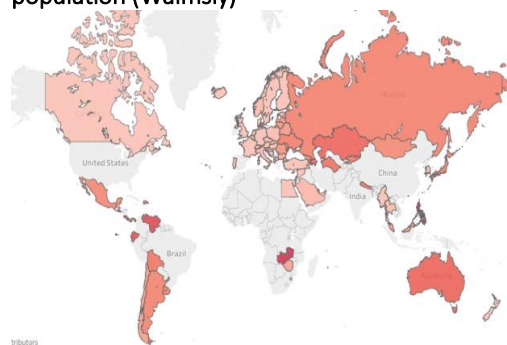 population (Walmsly)
Russia
United States
China
India
Brazil
Australia
tributors